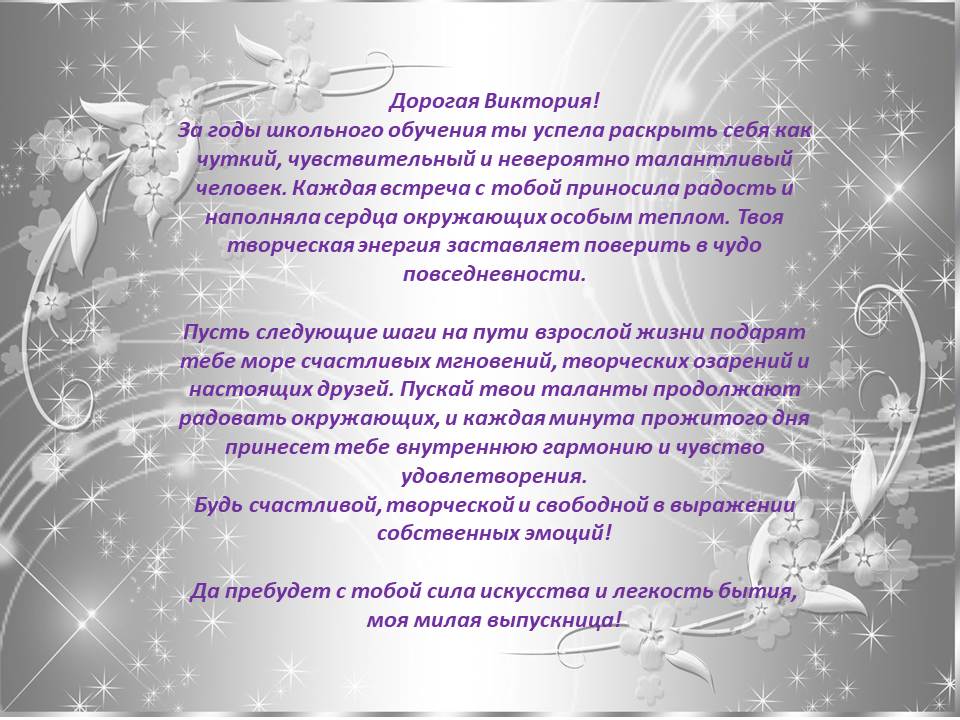 Дорогая Виктория!
За годы школьного обучения ты успела раскрыть себя как
чуткий, чувствительный и невероятно талантливый
человек. Каждая встреча с тобой приносила радость и
наполняла сердца окружающих особым теплом. Твоя
творческая энергия заставляет поверить в чудо
повседневности.
Пусть следующие шаги на пути взрослой жизни подарят
тебе море счастливых мгновений, творческих озарений и
настоящих друзей. Пускай твои таланты продолжают
радовать окружающих, и каждая минута прожитого дня
принесет тебе внутреннюю гармонию и чувство
удовлетворения.
Будь счастливой, творческой и свободной в выражении
собственных эмоций!
Да пребудет с тобой сила искусства и легкость бытия,
моя милая выпускница!